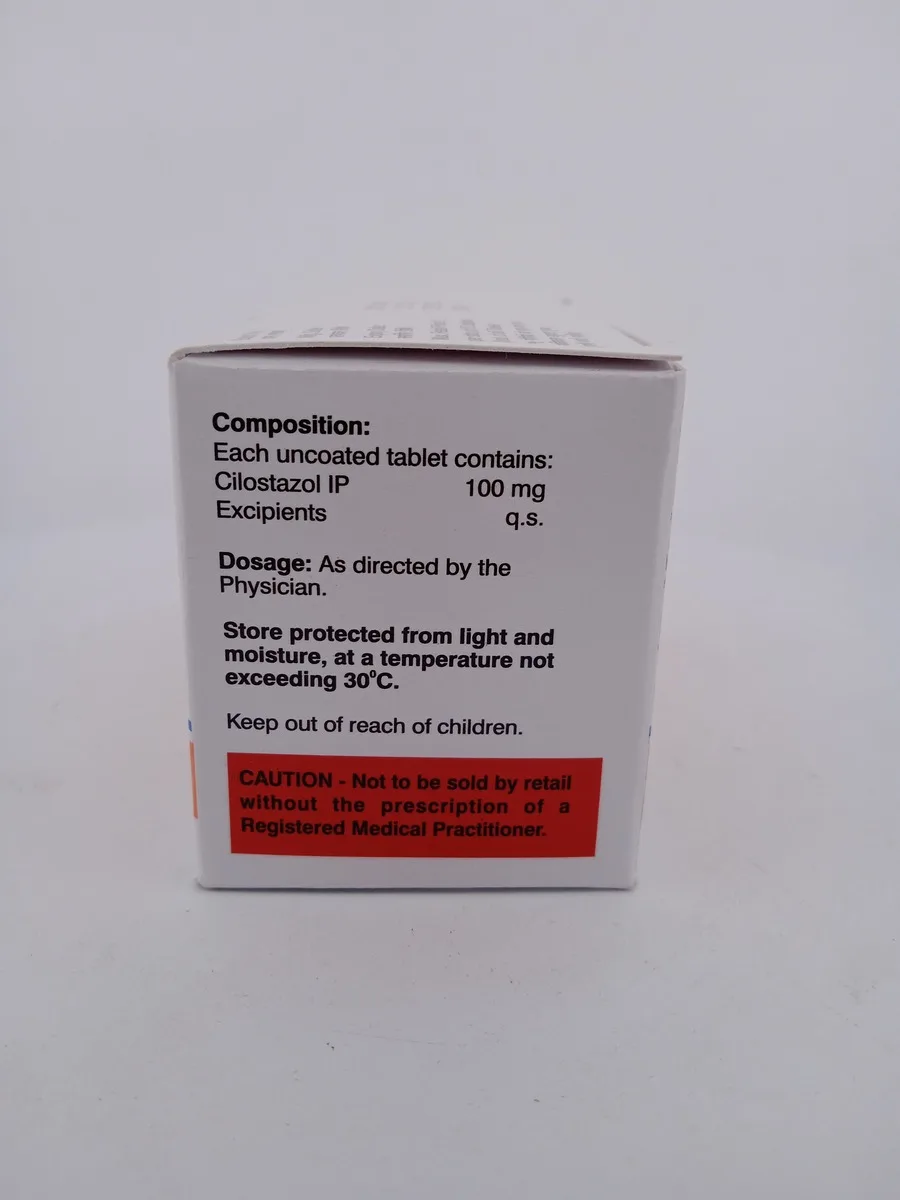 Composition:
Each uncoated tablet contains:
Cilostazol IP 100 mg
Excipients q.s.
Dosage: As directed by the
Physician.
Store protected from light and
moisture, at a temperature not
exceeding 30⁰C.
Keep out of reach of children.
CAUTION - Not to be sold by retail
without the prescription of a
Registered Medical Practitioner.